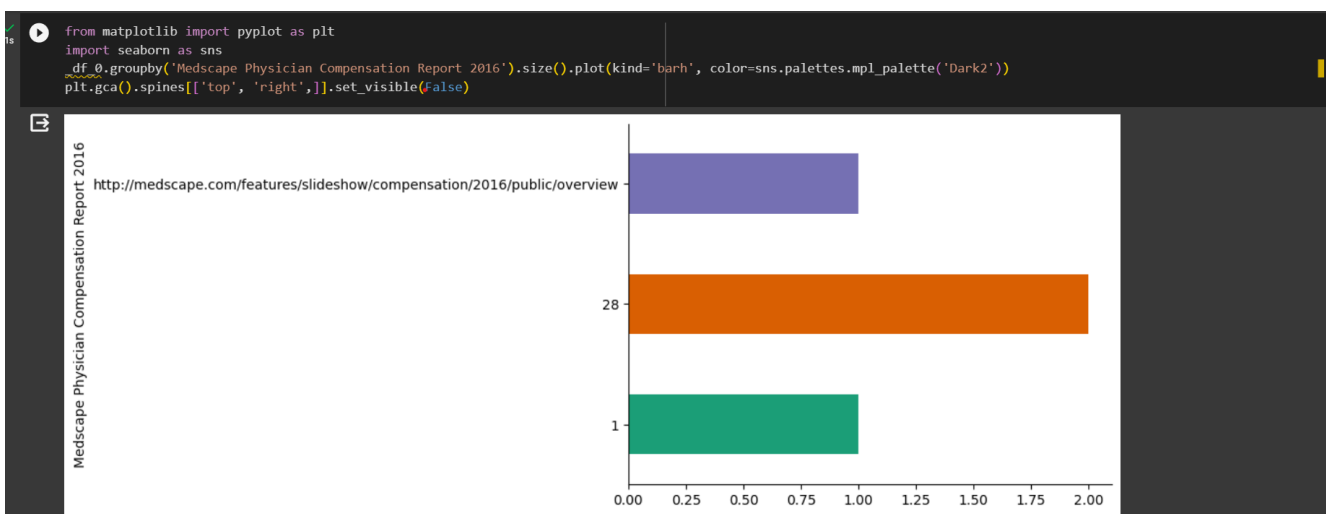 1s
from matplotlib import pyplot as plt
import seaborn as sns
_df_0.groupby('Medscape Physician Compensation Report 2016').size().plot(kind='barh', color=sns.palettes.mpl_palette('Dark2'))
plt.gca().spines[['top', 'right',]].set_visible(False)
Medscape Physician Compensation Report 2016
http://medscape.com/features/slideshow/compensation/2016/public/overview
28
1
0.00 0.25 0.50 0.75 1.00 1.25 1.50 1.75 2.00